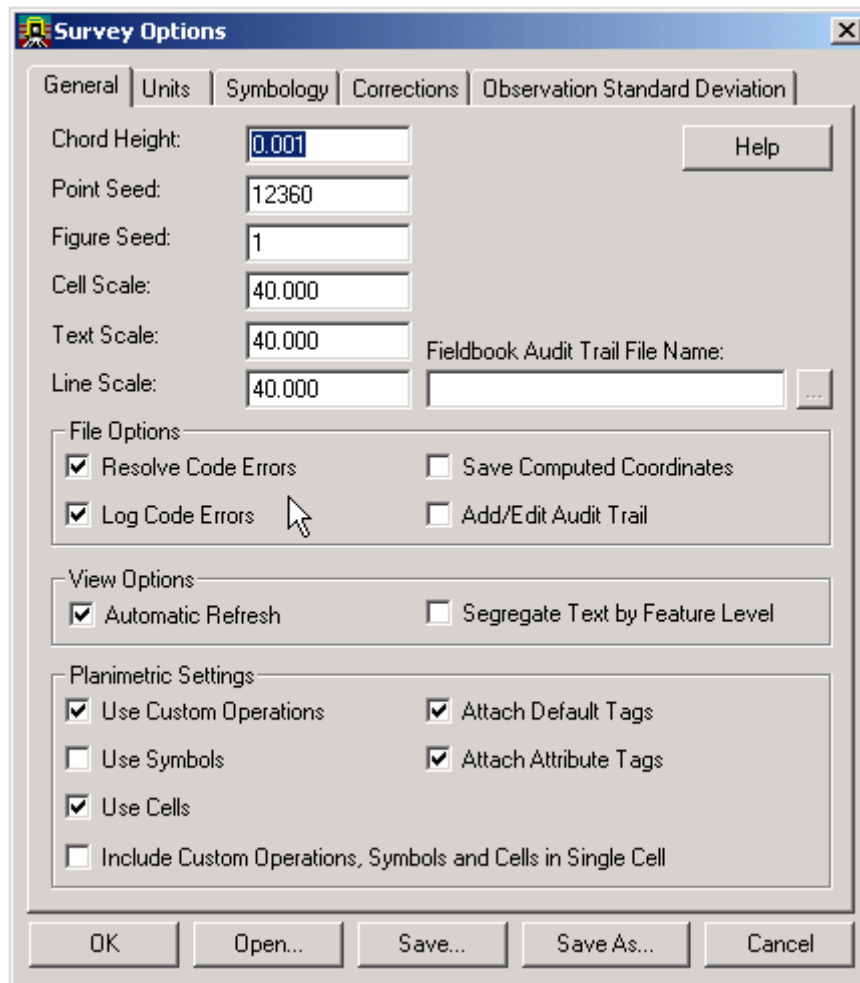 Survey Options
General Units Symbology Corrections Observation Standard Deviation
Chord Height: 0.001 Help
Point Seed: 12360
Figure Seed: 1
Cell Scale: 40.000
Text Scale: 40.000 Fieldbook Audit Trail File Name:
Line Scale: 40.000 ...
File Options
Resolve Code Errors Save Computed Coordinates
Log Code Errors Add/Edit Audit Trail
View Options
Automatic Refresh Segregate Text by Feature Level
Planimetric Settings
Use Custom Operations Attach Default Tags
Use Symbols Attach Attribute Tags
Use Cells
Include Custom Operations, Symbols and Cells in Single Cell
OK Open... Save... Save As... Cancel